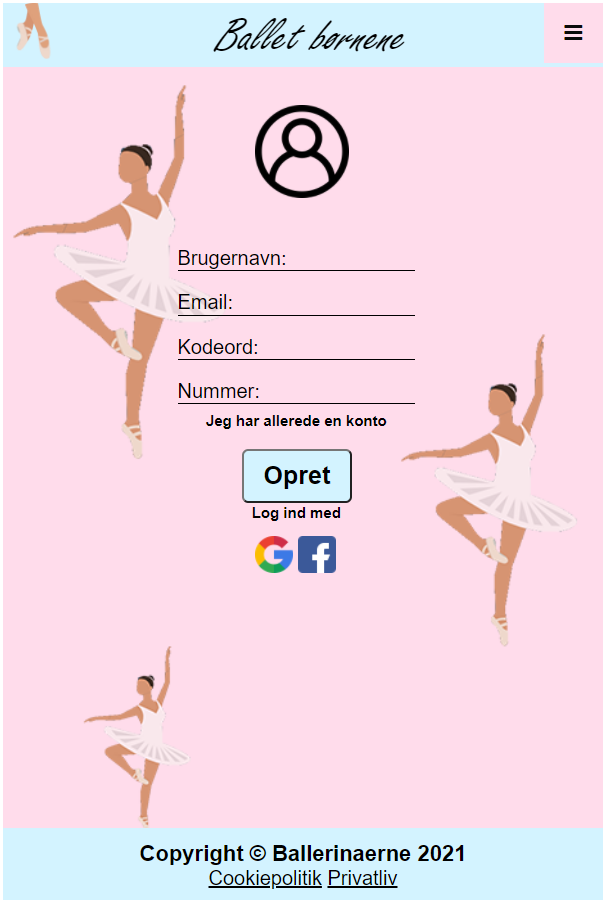 Ballet børnene
Brugernavn:
Email:
Kodeord:
Nummer:
Jeg har allerede en konto
Opret
Log ind med
Copyright © Ballerinaerne 2021
Cookiepolitik Privatliv